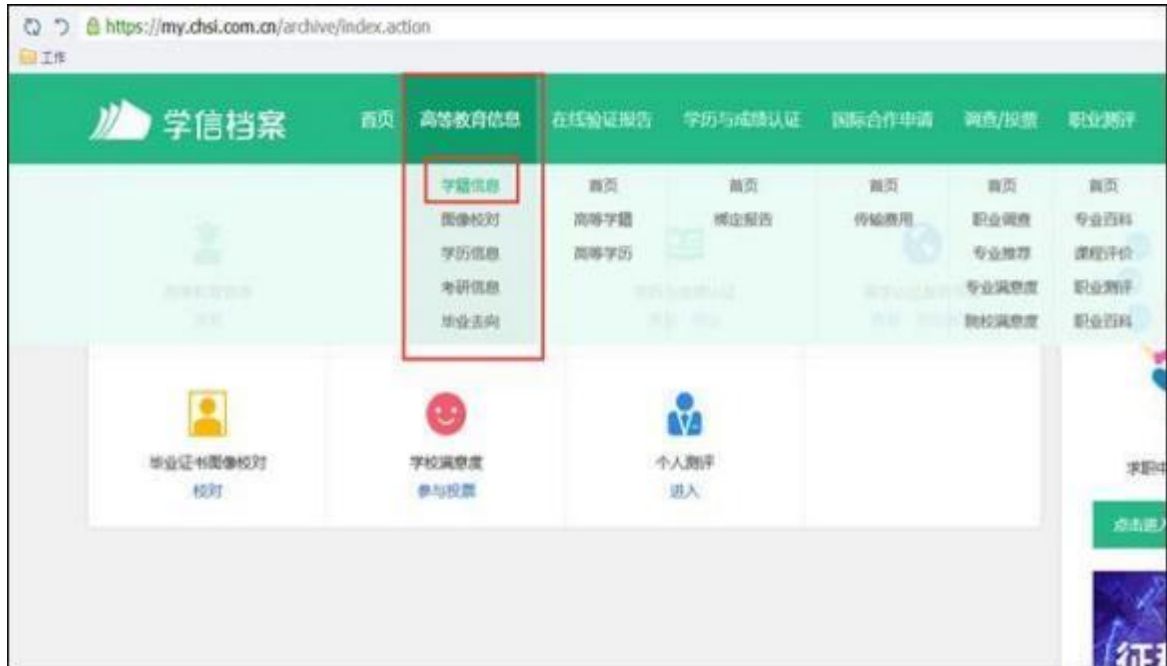 https://my.chsi.com.cn/archive/index.action
工作
学信档案 首页 高等教育信息 在线验证报告 学历与成绩认证 国际合作申请 调查/投票 职业测评
学籍信息 首页 首页 首页 首页 首页
图像校对 高等学籍 绑定报告 传输费用 职业调查 专业百科
学历信息 高等学历 专业推荐 课程评价
考研信息 专业满意度 职业测评
毕业去向 院校满意度 职业百科
毕业证书图像校对 学校满意度 个人测评
校对 参与投票 进入
求职中
点击进入